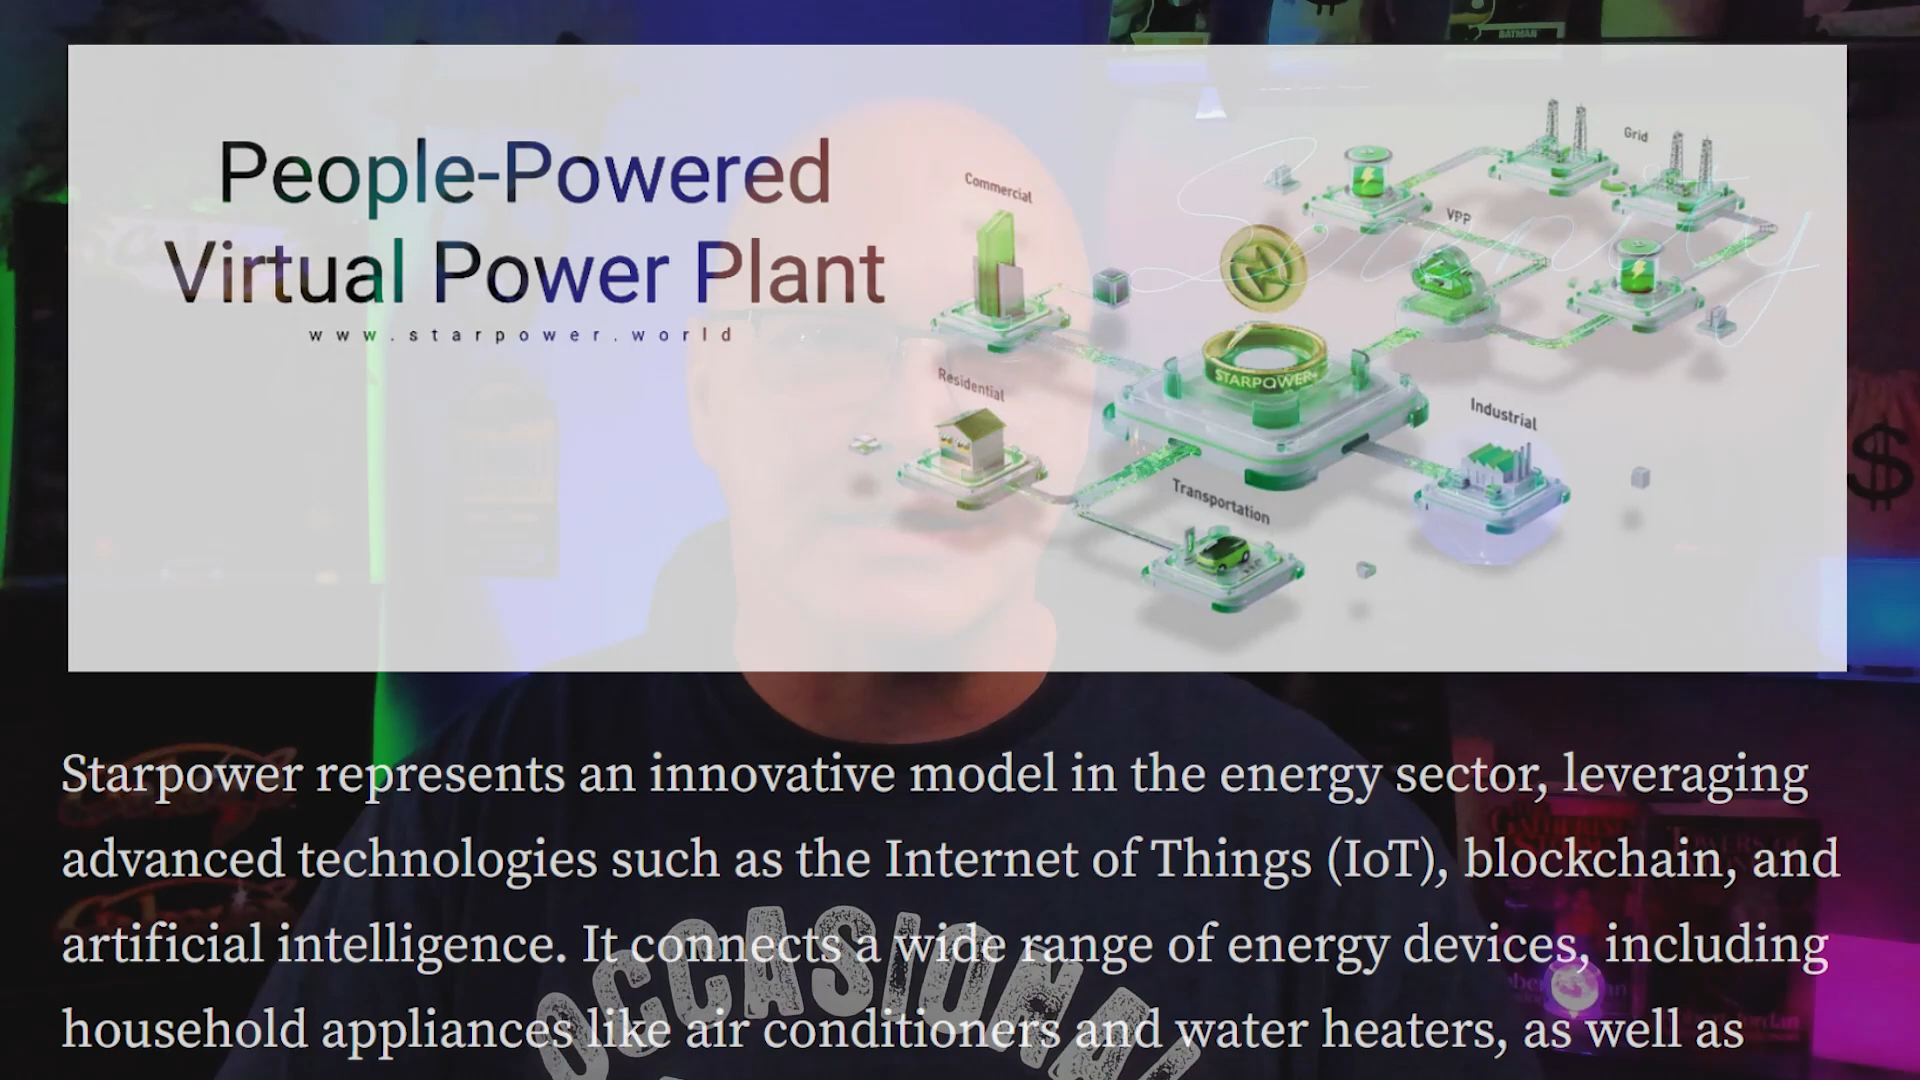 BATMAN
People-Powered
Virtual Power Plant
www.starpower.world
Commercial
Grid
VPP
Serenity
STARPOWER
Residential
Industrial
Transportation
$
Starpower represents an innovative model in the energy sector, leveraging
advanced technologies such as the Internet of Things (IoT), blockchain, and
artificial intelligence. It connects a wide range of energy devices, including
household appliances like air conditioners and water heaters, as well as
OCCASIONAL